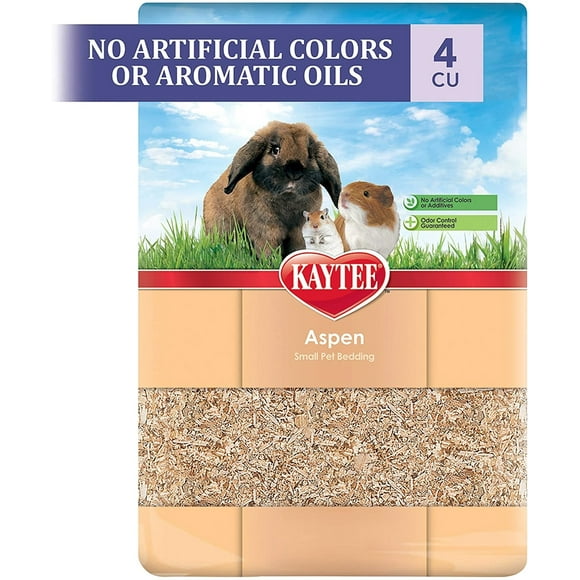 NO ARTIFICIAL COLORS
OR AROMATIC OILS
4
CU
No Artificial Colors
or Additives
Odor Control
Guaranteed
KAYTEE™
Aspen
Small Pet Bedding